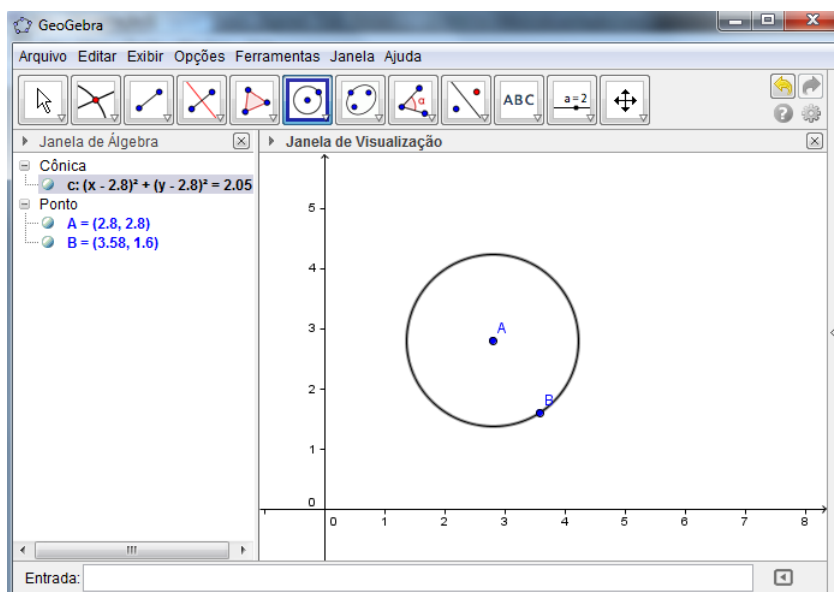 GeoGebra
Arquivo Editar Exibir Opções Ferramentas Janela Ajuda
α ABC a=2
Janela de Álgebra
Cônica
c: (x - 2.8)² + (y - 2.8)² = 2.05
Ponto
A = (2.8, 2.8)
B = (3.58, 1.6)
Janela de Visualização
5
4
3
2
1
0
A
B
0 1 2 3 4 5 6 7 8
Entrada: